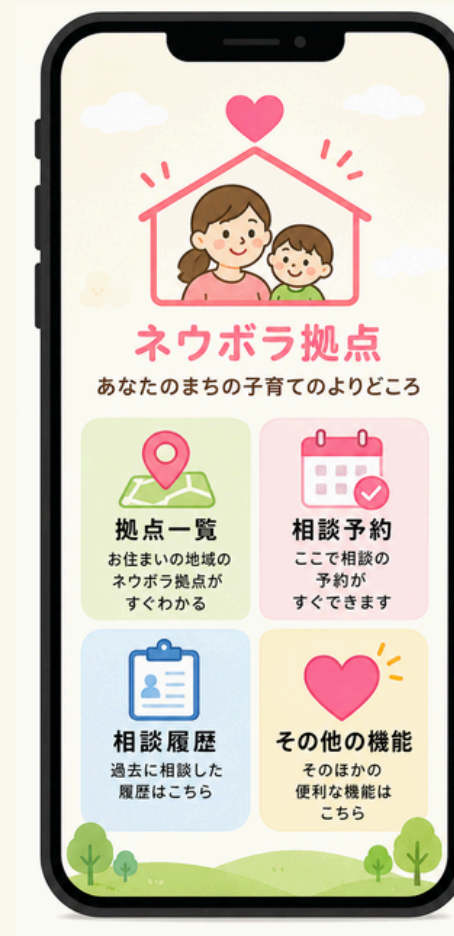 ネウボラ拠点
あなたのまちの子育てのよりどころ
拠点一覧
お住まいの地域の
ネウボラ拠点が
すぐわかる
相談予約
ここで相談の
予約が
すぐできます
相談履歴
過去に相談した
履歴はこちら
その他の機能
そのほかの
便利な機能は
こちら